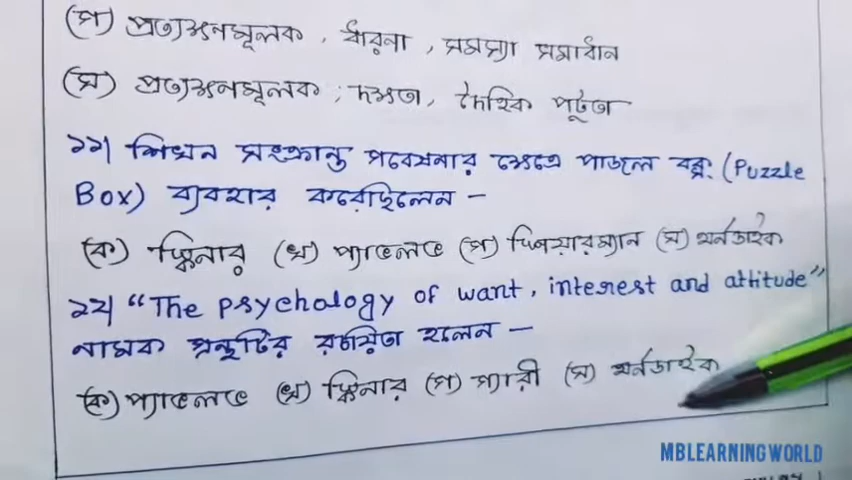 (গ) প্রত্যক্ষনমূলক, ধারনা, সমস্যা সমাধান
(ঘ) প্রত্যক্ষনমূলক, দক্ষতা, দৈহিক পটুতা
১১। শিখন সংক্রান্ত গবেষনার ক্ষেত্রে পাজল বক্স (Puzzle
Box) ব্যবহার করেছিলেন -
(ক) স্কিনার (খ) প্যাভলভ (গ) স্পিয়ারম্যান (ঘ) থর্নডাইক
১২। "The psychology of want, interest and attitude"
নামক গ্রন্থটির রচয়িতা হলেন -
(ক) প্যাভলভ (খ) স্কিনার (গ) গ্যারী (ঘ) থর্নডাইক
MBLEARNINGWORLD